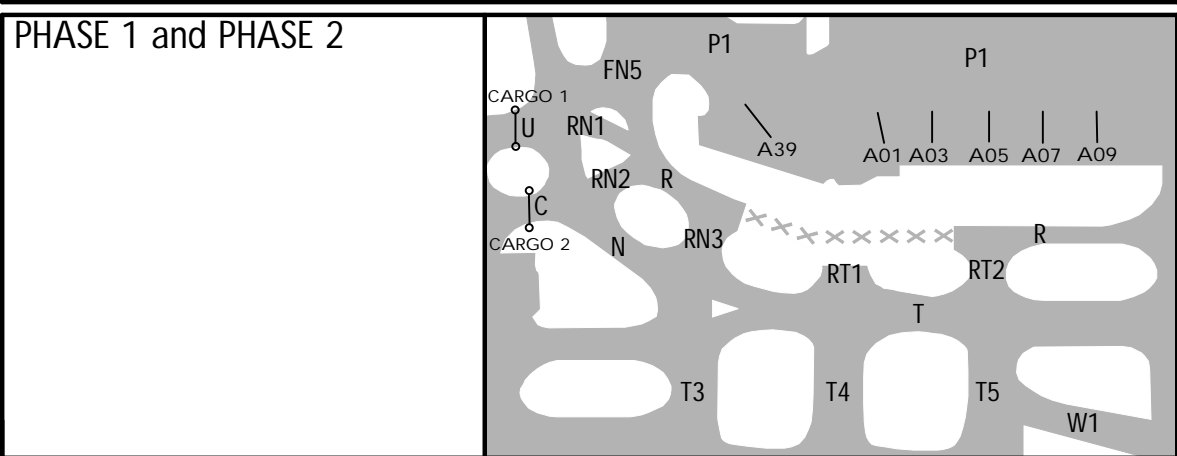 PHASE 1 and PHASE 2
P1
P1
FN5
CARGO 1
U
RN1
A39
A01
A03
A05
A07
A09
RN2
R
C
CARGO 2
N
RN3
R
RT1
RT2
T
T3
T4
T5
W1